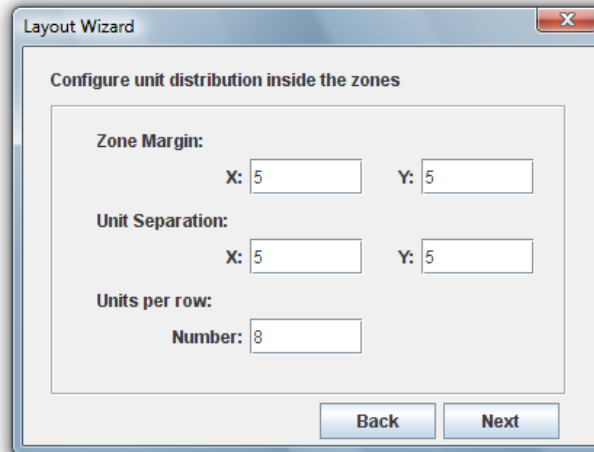 Layout Wizard
Configure unit distribution inside the zones
Zone Margin:
X: 5 Y: 5
Unit Separation:
X: 5 Y: 5
Units per row:
Number: 8
Back Next